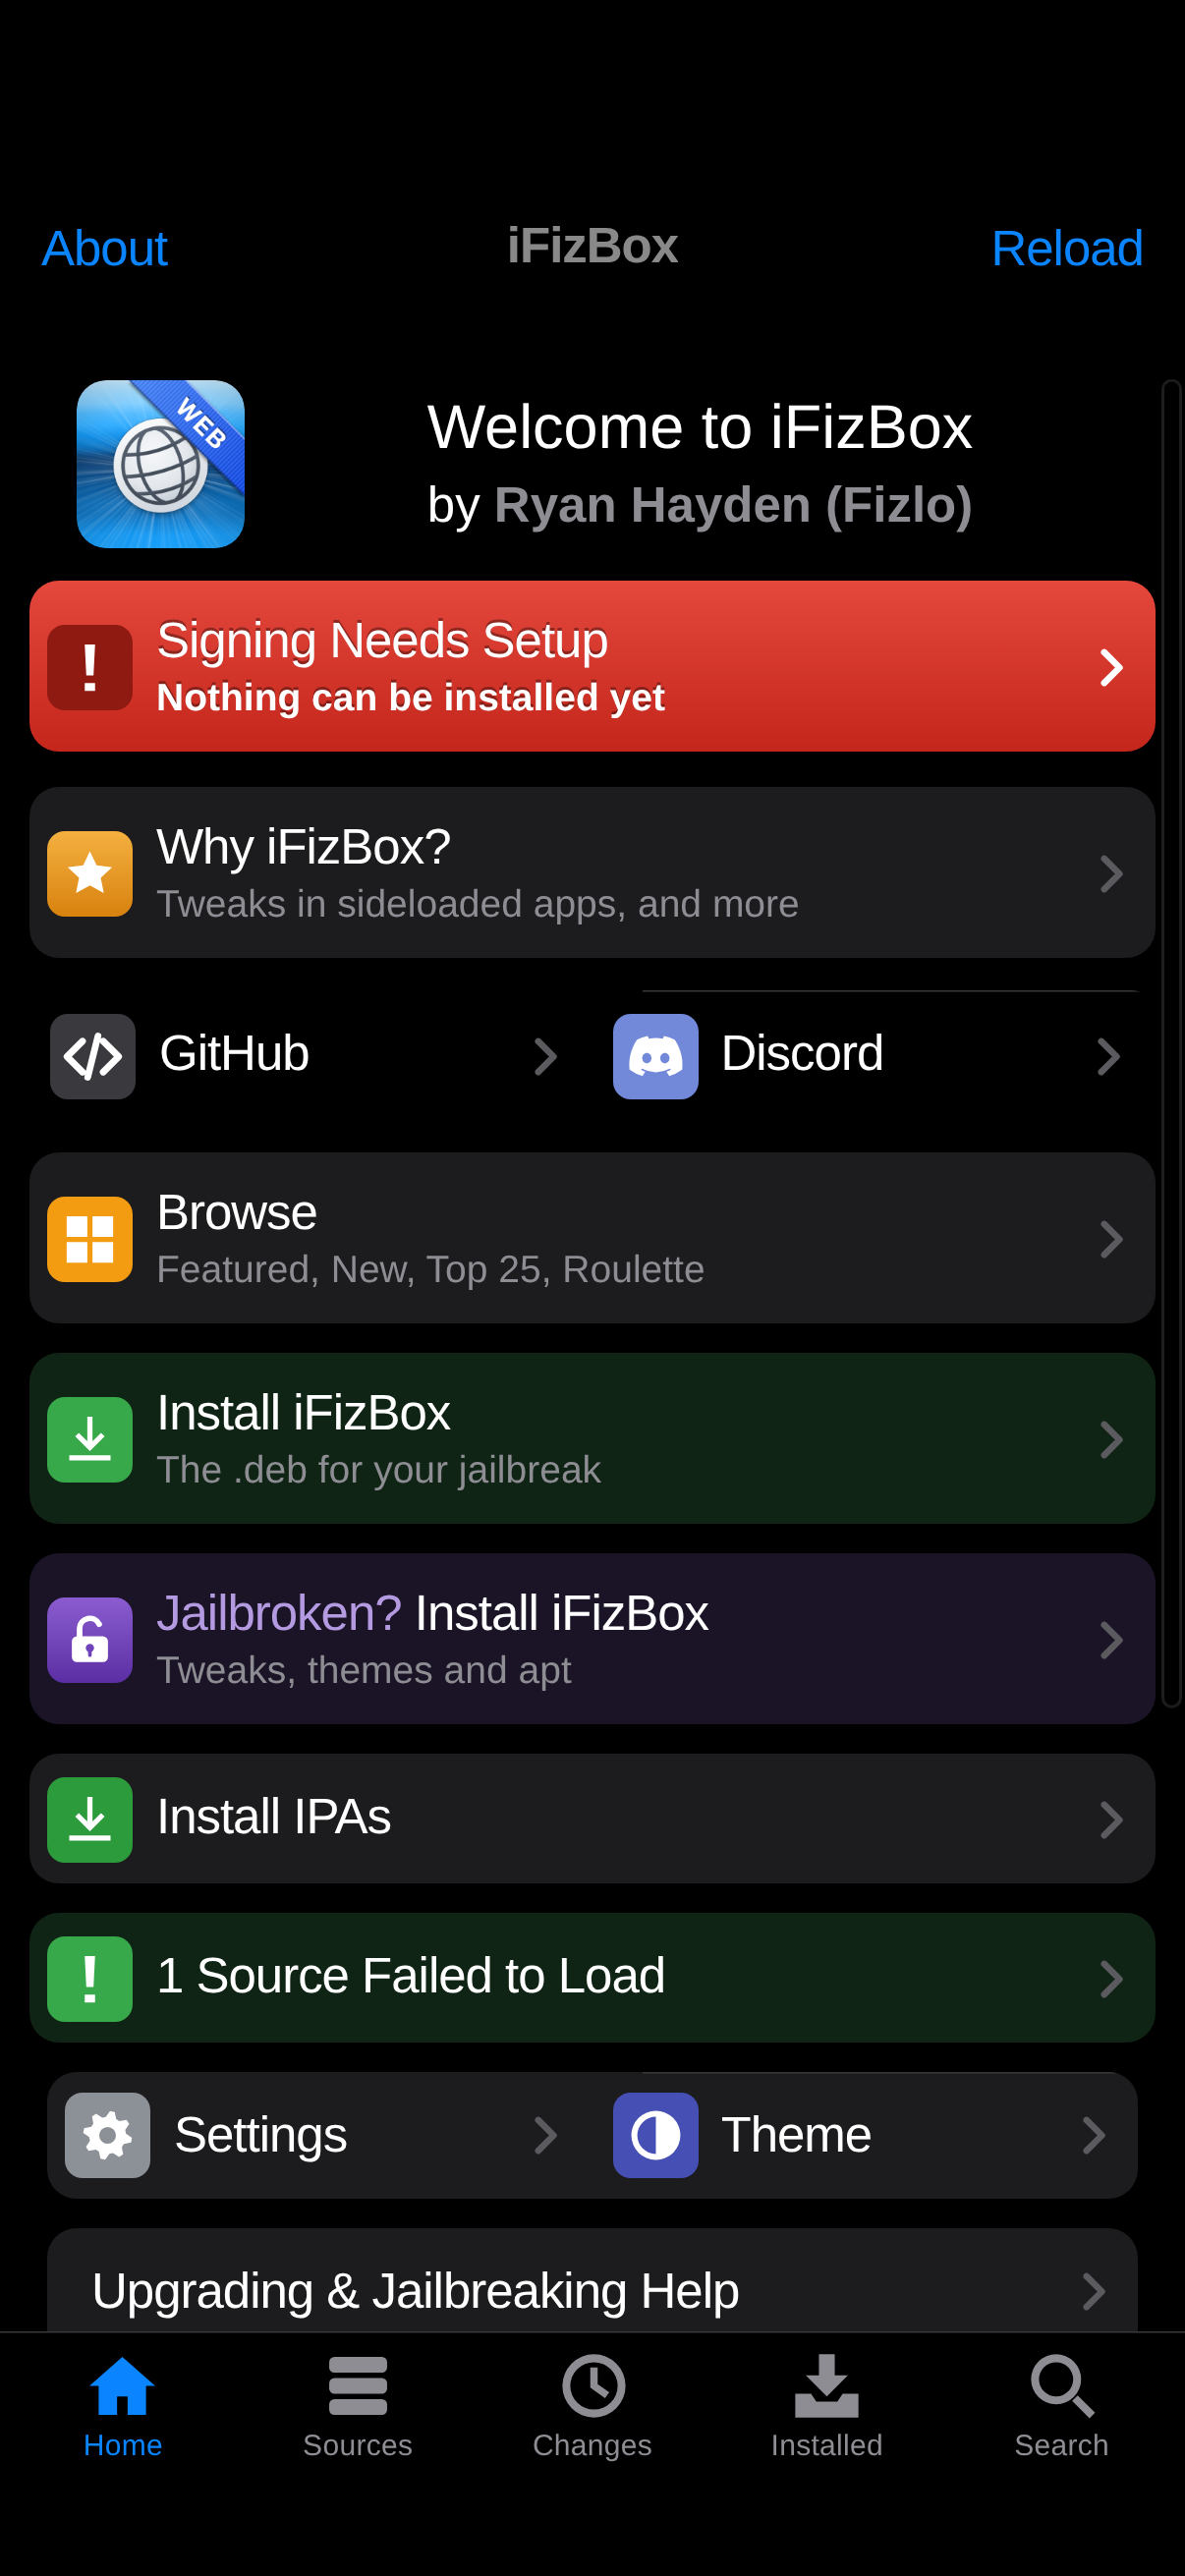 About
iFizBox
Reload
WEB
Welcome to iFizBox
by Ryan Hayden (Fizlo)
Signing Needs Setup
Nothing can be installed yet
Why iFizBox?
Tweaks in sideloaded apps, and more
GitHub
Discord
Browse
Featured, New, Top 25, Roulette
Install iFizBox
The .deb for your jailbreak
Jailbroken? Install iFizBox
Tweaks, themes and apt
Install IPAs
1 Source Failed to Load
Settings
Theme
Upgrading & Jailbreaking Help
Home
Sources
Changes
Installed
Search